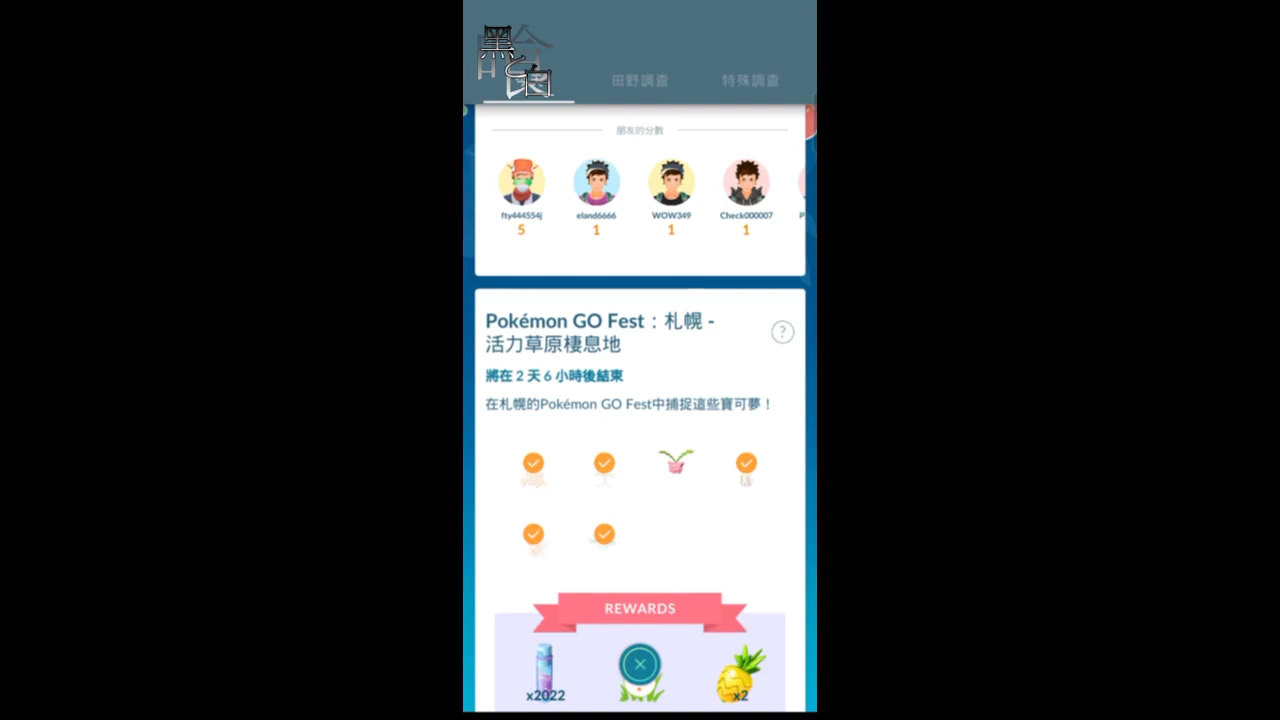 黑と白
田野調查
特殊調查
朋友的分數
fty444554j
eland6666
WOW349
Check000007
P
5
1
1
1
Pokémon GO Fest：札幌 -
活力草原棲息地
?
將在 2 天 6 小時後結束
在札幌的Pokémon GO Fest中捕捉這些寶可夢！
REWARDS
x2022
x2